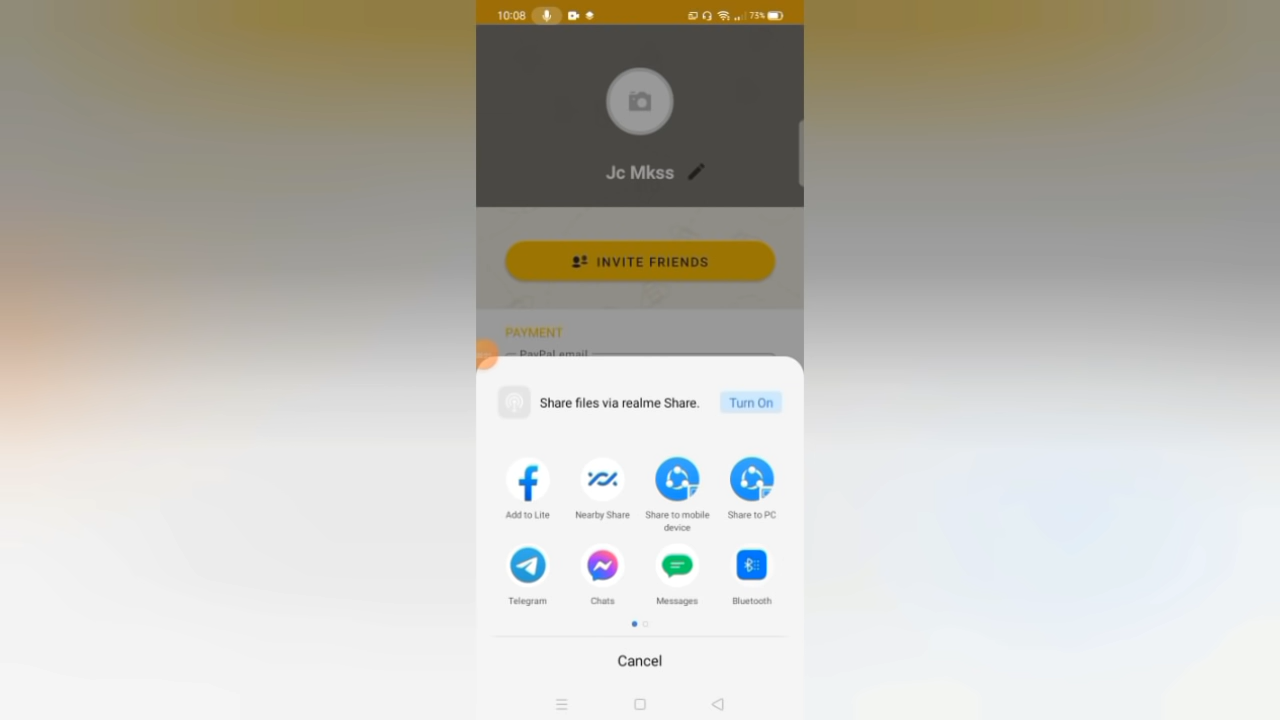 10:08
73%
Jc Mkss
INVITE FRIENDS
PAYMENT
PayPal email
Share files via realme Share.
Turn On
Add to Lite
Nearby Share
Share to mobile
device
Share to PC
Telegram
Chats
Messages
Bluetooth
Cancel